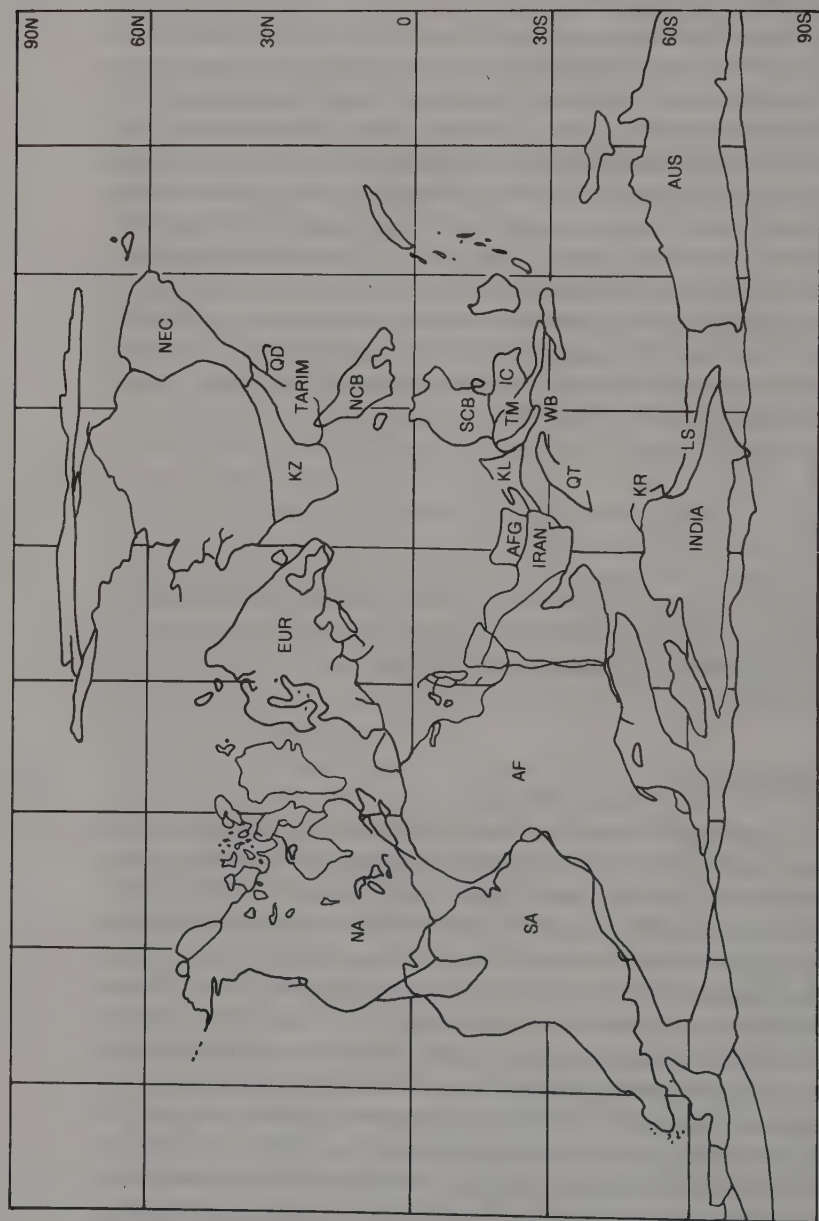 90N
60N
30N
0
30S
60S
90S
NEC
QD
TARIM
NCB
KZ
SCB
IC
TM
WB
KL
QT
AFG
IRAN
KR
LS
INDIA
AUS
EUR
AF
NA
SA